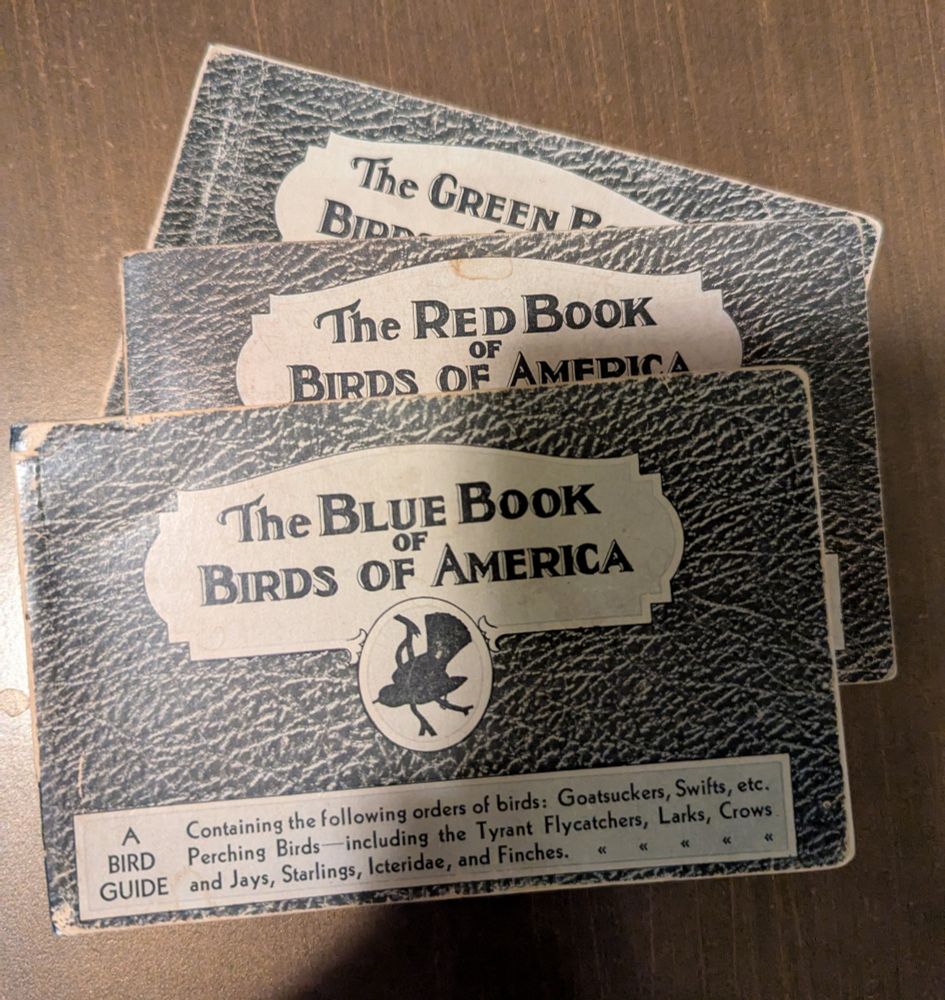 The GREEN
BIRDS
The RED BOOK
OF
BIRDS OF AMERICA
The BLUE BOOK
OF
BIRDS OF AMERICA
A
BIRD
GUIDE
Containing the following orders of birds: Goatsuckers, Swifts, etc.
Perching Birds—including the Tyrant Flycatchers, Larks, Crows
and Jays, Starlings, Icteridae, and Finches. « « « « «